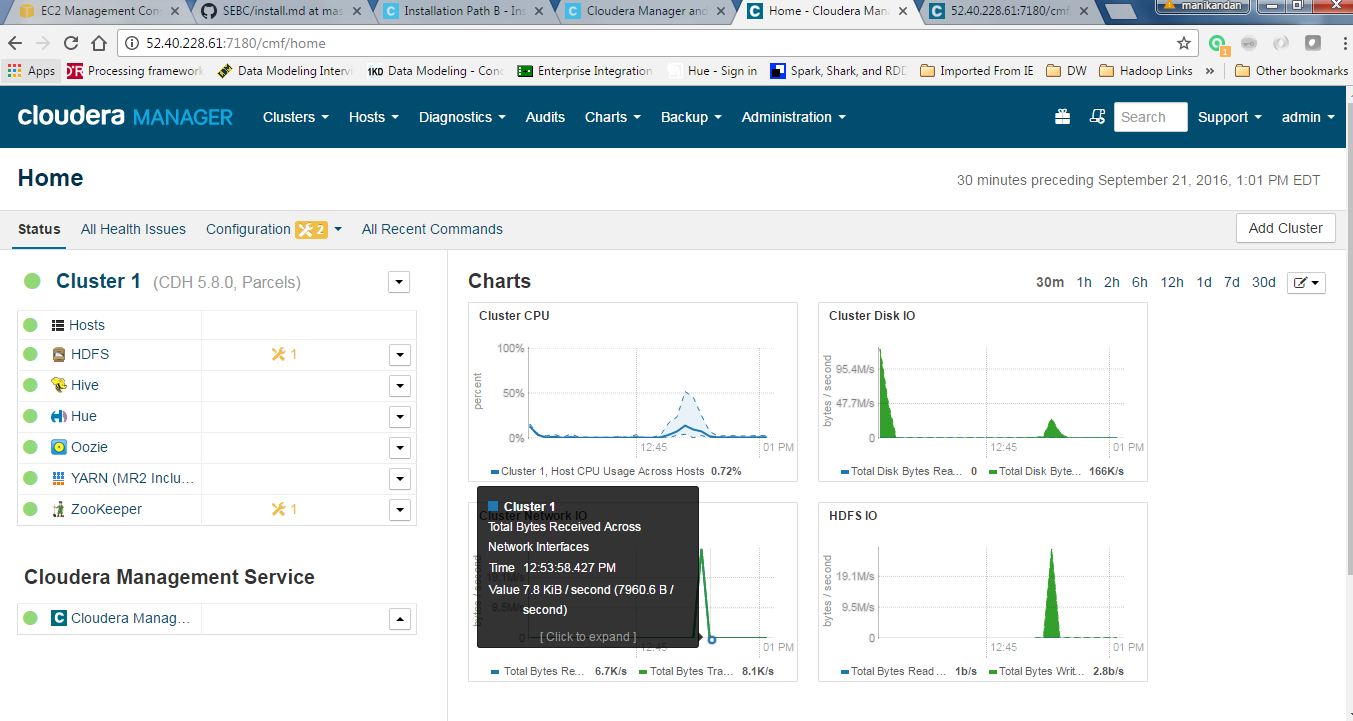 EC2 Management Cons
SEBC/install.md at mas
Installation Path B - Ins
Cloudera Manager and
Home - Cloudera Mana
52.40.228.61:7180/cmf
manikandan
52.40.228.61:7180/cmf/home
1
Apps
Processing framework
Data Modeling Intervi
1KD Data Modeling - Conc
Enterprise Integration
Hue - Sign in
Spark, Shark, and RDD
Imported From IE
DW
Hadoop Links
»
Other bookmarks
cloudera MANAGER
Clusters
Hosts
Diagnostics
Audits
Charts
Backup
Administration
Search
Support
admin
Home
30 minutes preceding September 21, 2016, 1:01 PM EDT
Status
All Health Issues
Configuration 2
All Recent Commands
Add Cluster
Cluster 1 (CDH 5.8.0, Parcels)
Hosts
HDFS 1
Hive
Hue
Oozie
YARN (MR2 Inclu...
ZooKeeper 1
Cloudera Management Service
Cloudera Manag...
Charts
30m 1h 2h 6h 12h 1d 7d 30d
Cluster CPU
percent
100%
50%
0%
12:45
01 PM
Cluster 1, Host CPU Usage Across Hosts 0.72%
Cluster Disk IO
bytes / second
95.4M/s
47.7M/s
0
12:45
01 PM
Total Disk Bytes Rea... 0
Total Disk Byte... 166K/s
Cluster Network IO
bytes / second
19.1M/s
9.5M/s
0
12:45
01 PM
Cluster 1
Total Bytes Received Across
Network Interfaces
Time 12:53:58.427 PM
Value 7.8 KiB / second (7960.6 B /
second)
[ Click to expand ]
Total Bytes Re... 6.7K/s
Total Bytes Tra... 8.1K/s
HDFS IO
bytes / second
19.1M/s
9.5M/s
0
12:45
01 PM
Total Bytes Read ... 1b/s
Total Bytes Writ... 2.8b/s